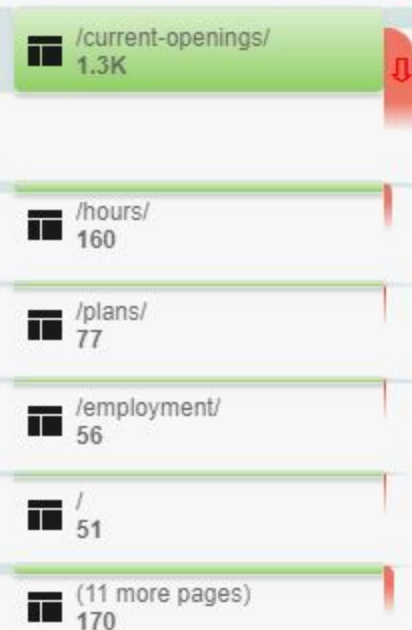 /current-openings/
1.3K
/hours/
160
/plans/
77
/employment/
56
/
51
(11 more pages)
170